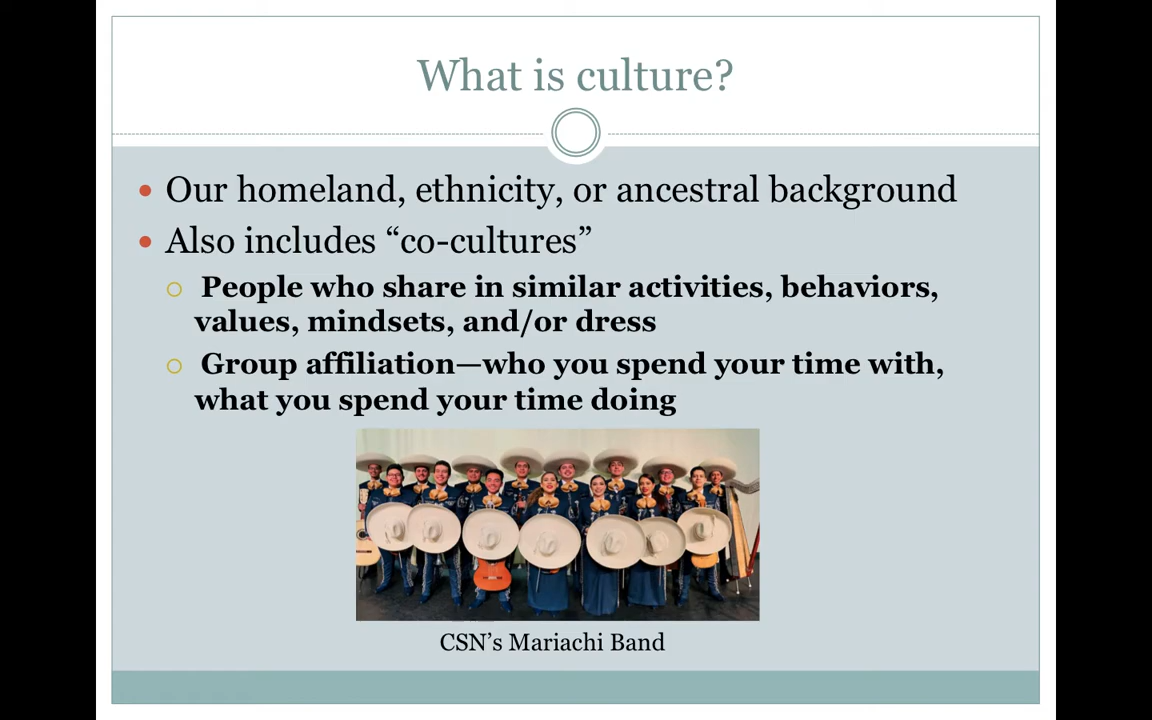 What is culture?
Our homeland, ethnicity, or ancestral background
Also includes “co-cultures”
People who share in similar activities, behaviors,
values, mindsets, and/or dress
Group affiliation—who you spend your time with,
what you spend your time doing
CSN’s Mariachi Band